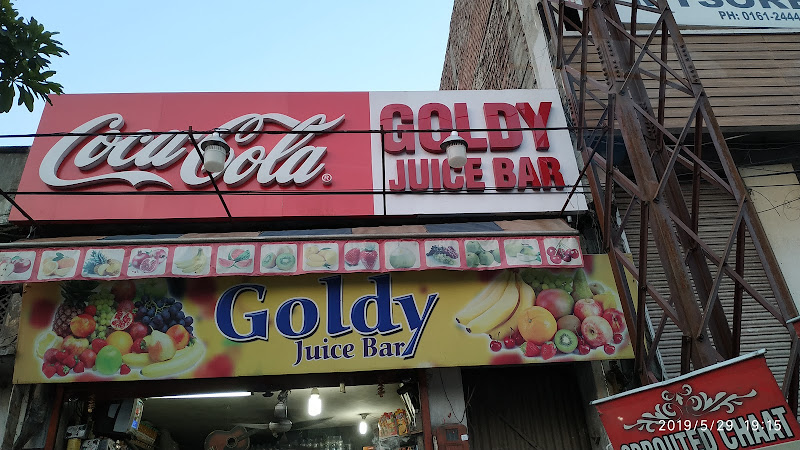 PH: 0161-2444
Coca-Cola®
GOLDY
JUICE BAR
Goldy
Juice Bar
SPROUTED CHAAT
2019/5/29 19:15